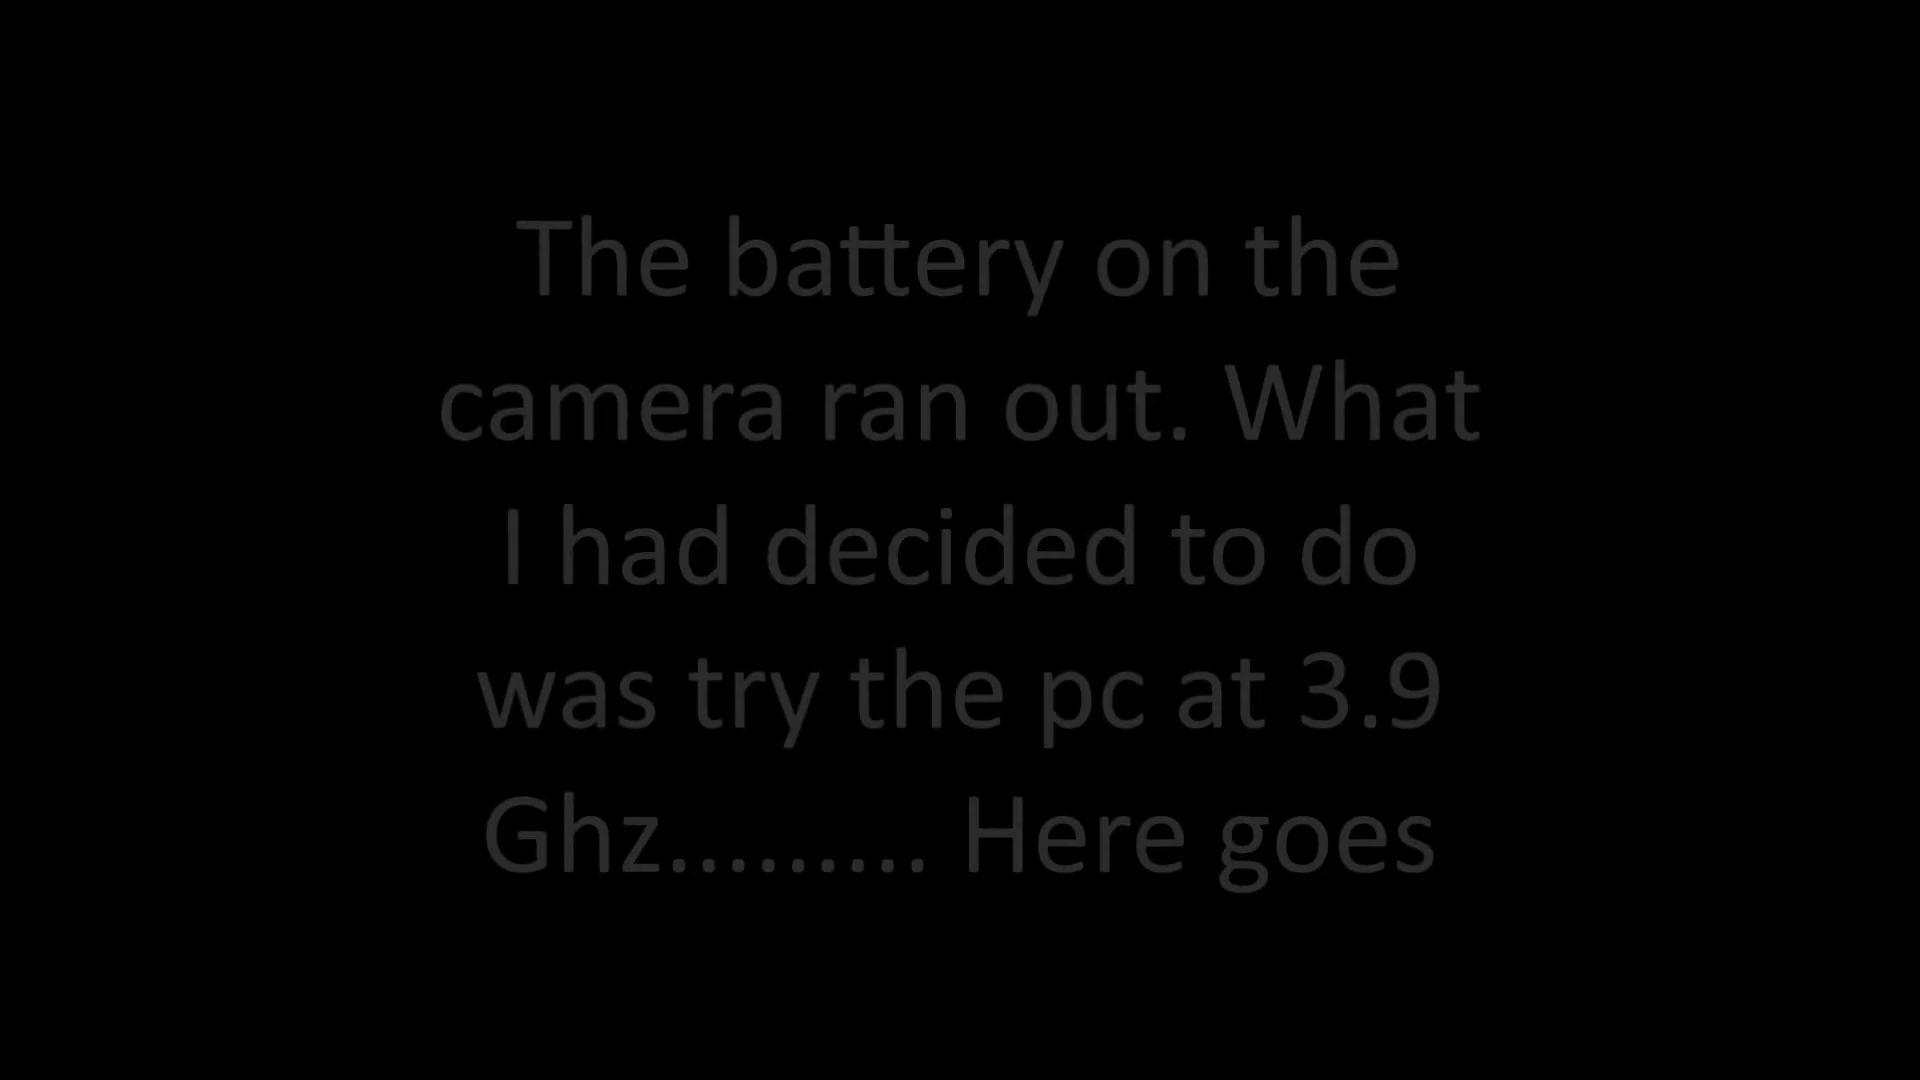 The battery on the
camera ran out. What
I had decided to do
was try the pc at 3.9
Ghz......... Here goes